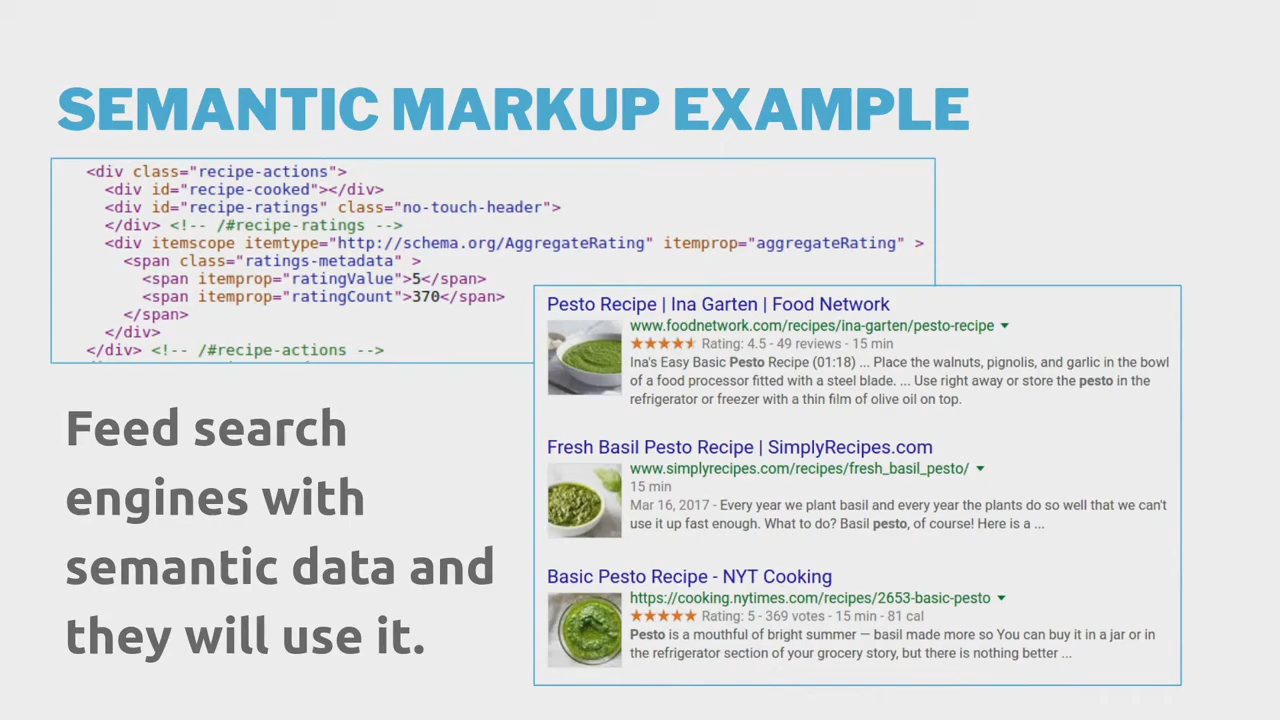 SEMANTIC MARKUP EXAMPLE
<div class="recipe-actions">
<div id="recipe-cooked"></div>
<div id="recipe-ratings" class="no-touch-header">
</div> <!-- /#recipe-ratings -->
<div itemscope itemtype="http://schema.org/AggregateRating" itemprop="aggregateRating" >
<span class="ratings-metadata" >
<span itemprop="ratingValue">5</span>
<span itemprop="ratingCount">370</span>
</span>
</div>
</div> <!-- /#recipe-actions -->
Feed search
engines with
semantic data and
they will use it.
Pesto Recipe | Ina Garten | Food Network
www.foodnetwork.com/recipes/ina-garten/pesto-recipe
Rating: 4.5 - 49 reviews - 15 min
Ina's Easy Basic Pesto Recipe (01:18) ... Place the walnuts, pignolis, and garlic in the bowl
of a food processor fitted with a steel blade. ... Use right away or store the pesto in the
refrigerator or freezer with a thin film of olive oil on top.
Fresh Basil Pesto Recipe | SimplyRecipes.com
www.simplyrecipes.com/recipes/fresh_basil_pesto/
15 min
Mar 16, 2017 - Every year we plant basil and every year the plants do so well that we can't
use it up fast enough. What to do? Basil pesto, of course! Here is a ...
Basic Pesto Recipe - NYT Cooking
https://cooking.nytimes.com/recipes/2653-basic-pesto
Rating: 5 - 369 votes - 15 min - 81 cal
Pesto is a mouthful of bright summer — basil made more so You can buy it in a jar or in
the refrigerator section of your grocery story, but there is nothing better ...